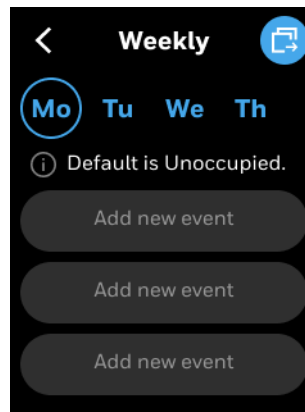 Weekly
Mo Tu We Th
Default is Unoccupied.
Add new event
Add new event
Add new event